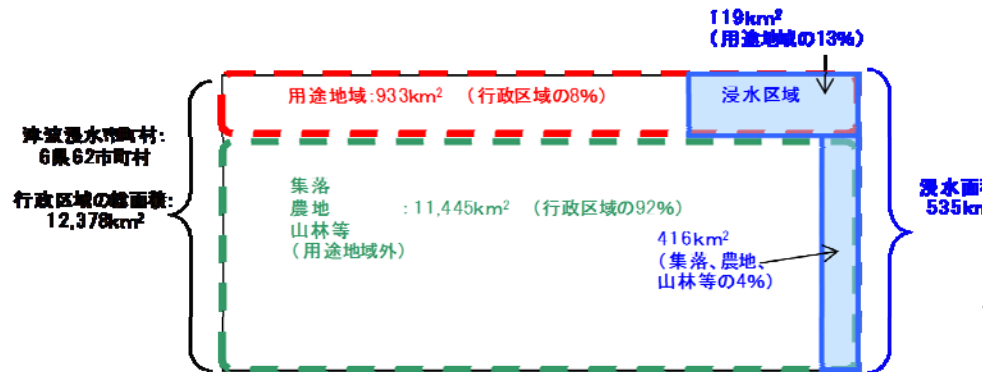 119km²
(用途地域の13%)
用途地域:933km² (行政区域の8%)
浸水区域
津波浸水市町村:
6県62市町村
行政区域の総面積:
12,378km²
集落
農地 :11,445km² (行政区域の92%)
山林等
(用途地域外)
416km²
(集落、農地、
山林等の4%)
浸水面積
535km